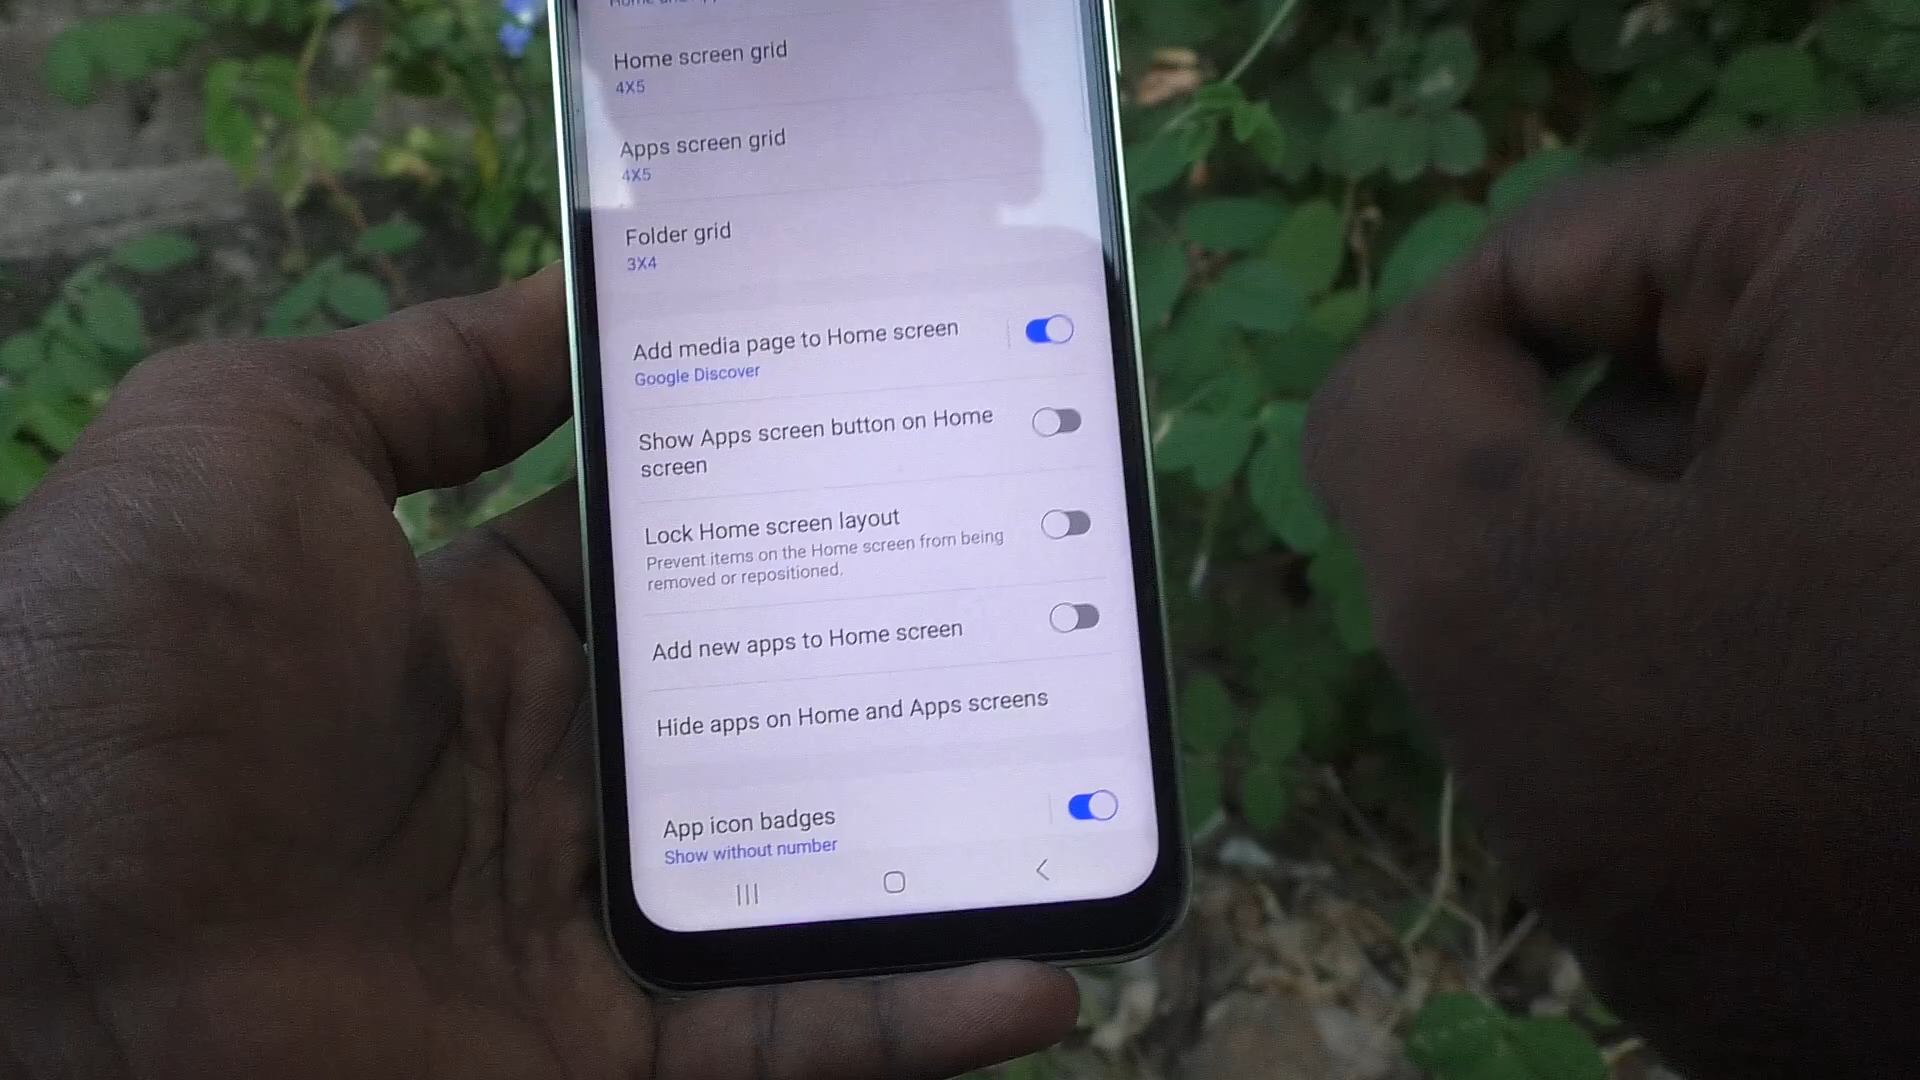 Home screen grid
4X5
Apps screen grid
4X5
Folder grid
3X4
Add media page to Home screen
Google Discover
Show Apps screen button on Home
screen
Lock Home screen layout
Prevent items on the Home screen from being
removed or repositioned.
Add new apps to Home screen
Hide apps on Home and Apps screens
App icon badges
Show without number